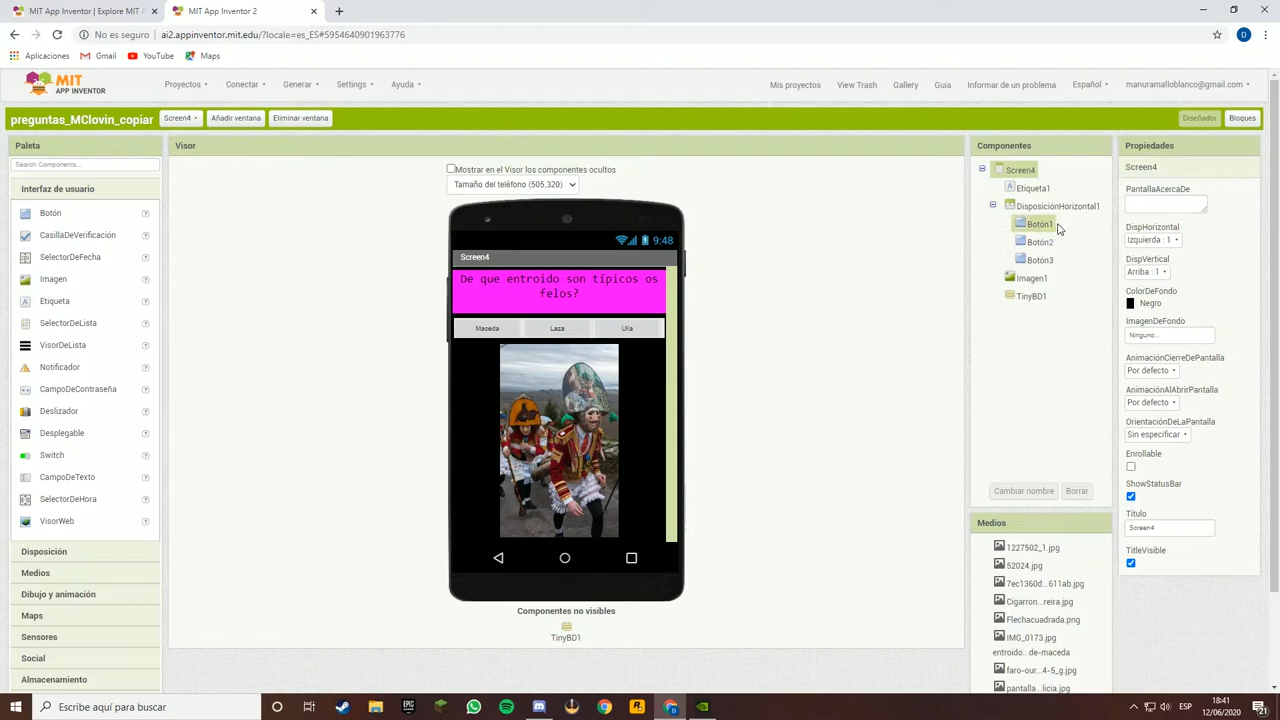 MIT App Inventor | Explore MIT A
MIT App Inventor 2
No es seguro | ai2.appinventor.mit.edu/?locale=es_ES#5954640901963776
D
Aplicaciones
Gmail
YouTube
Maps
MIT
APP INVENTOR
Proyectos
Conectar
Generar
Settings
Ayuda
Mis proyectos
View Trash
Gallery
Guía
Informar de un problema
Español
manuramalloblanco@gmail.com
preguntas_MClovin_copiar
Screen4
Añadir ventana
Eliminar ventana
Diseñador
Bloques
Paleta
Search Components...
Interfaz de usuario
Botón
CasillaDeVerificación
SelectorDeFecha
Imagen
Etiqueta
SelectorDeLista
VisorDeLista
Notificador
CampoDeContraseña
Deslizador
Desplegable
Switch
CampoDeTexto
SelectorDeHora
VisorWeb
Disposición
Medios
Dibujo y animación
Maps
Sensores
Social
Almacenamiento
Visor
Mostrar en el Visor los componentes ocultos
Tamaño del teléfono (505,320)
9:48
Screen4
De que entroido son típicos os
felos?
Maceda
Laza
Ulla
Componentes no visibles
TinyBD1
Componentes
Screen4
Etiqueta1
DisposiciónHorizontal1
Botón1
Botón2
Botón3
Imagen1
TinyBD1
Cambiar nombre
Borrar
Medios
1227502_1.jpg
52024.jpg
7ec1360d...611ab.jpg
Cigarron...reira.jpg
Flechacuadrada.png
IMG_0173.jpg
entroido...de-maceda
faro-our...4-5_g.jpg
pantalla...licia.jpg
Propiedades
Screen4
PantallaAcercaDe
DispHorizontal
Izquierda : 1
DispVertical
Arriba : 1
ColorDeFondo
Negro
ImagenDeFondo
Ninguno...
AnimaciónCierreDePantalla
Por defecto
AnimaciónAlAbrirPantalla
Por defecto
OrientaciónDeLaPantalla
Sin especificar
Enrollable
ShowStatusBar
Título
Screen4
TitleVisible
Escribe aquí para buscar
EPIC
R
18:41
12/06/2020
21